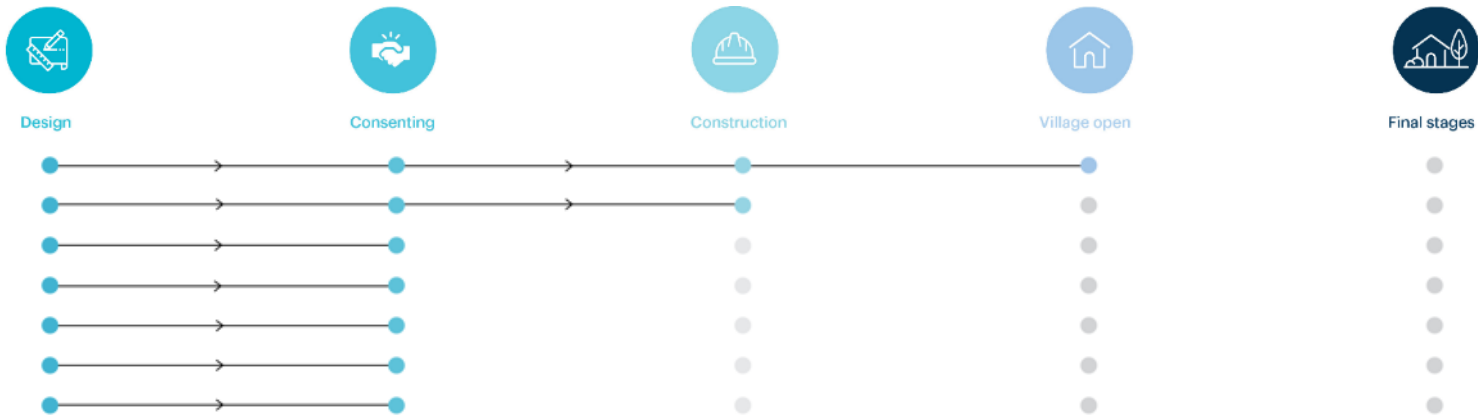 Design
Consenting
Construction
Village open
Final stages